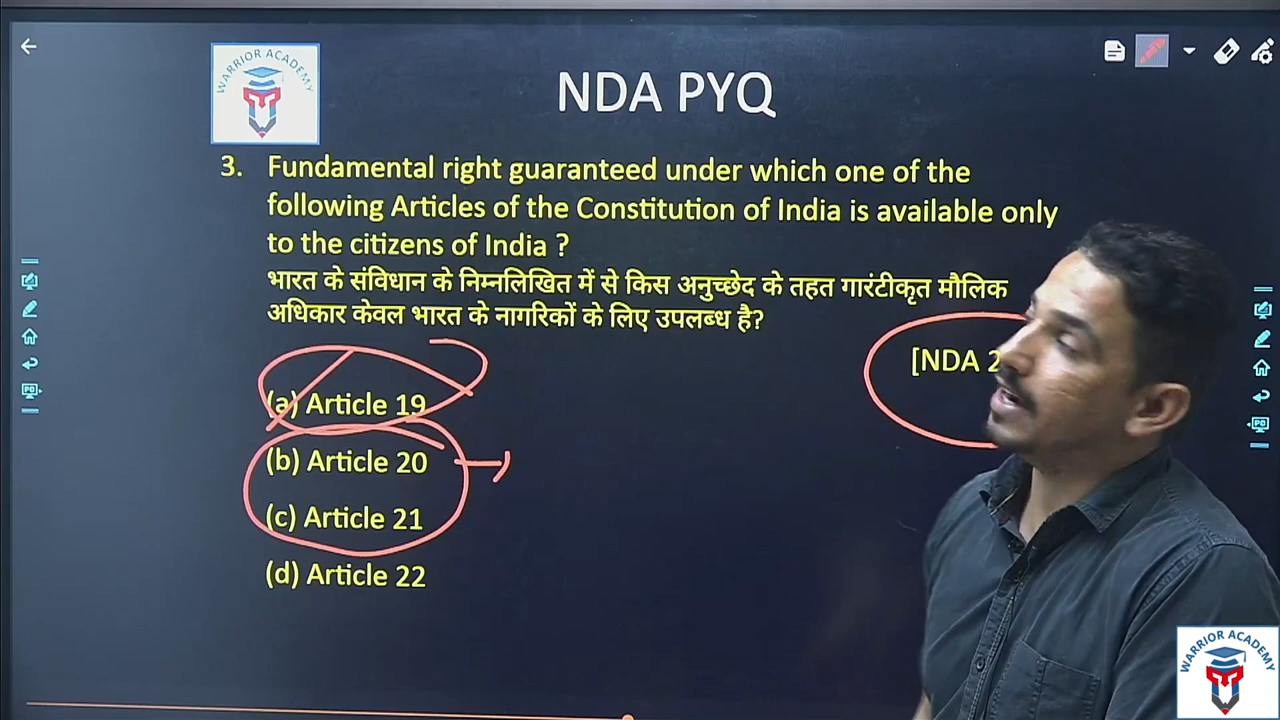 WARRIOR ACADEMY
NDA PYQ
3. Fundamental right guaranteed under which one of the
following Articles of the Constitution of India is available only
to the citizens of India ?
भारत के संविधान के निम्नलिखित में से किस अनुच्छेद के तहत गारंटीकृत मौलिक
अधिकार केवल भारत के नागरिकों के लिए उपलब्ध है?
[NDA 2
(a) Article 19
(b) Article 20
(c) Article 21
(d) Article 22
WARRIOR ACADEMY